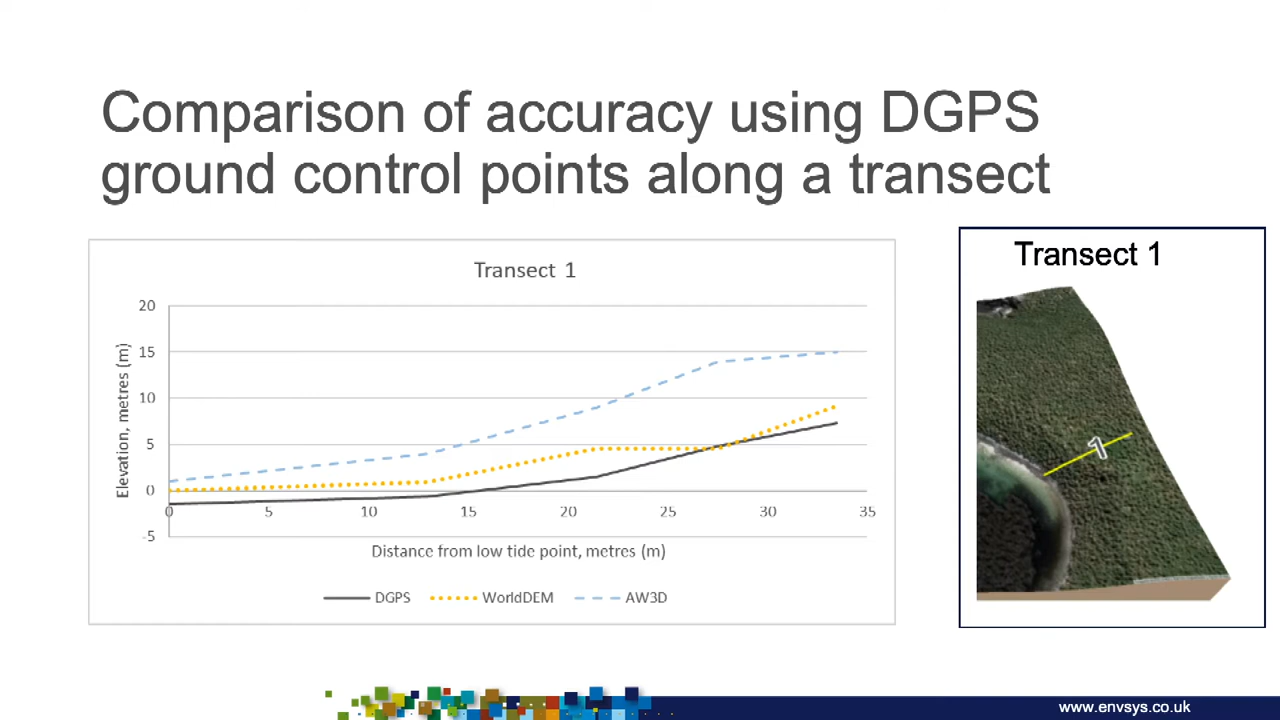 Comparison of accuracy using DGPS
ground control points along a transect
Transect 1
20
15
10
5
0
-5
Elevation, metres (m)
0 5 10 15 20 25 30 35
Distance from low tide point, metres (m)
DGPS WorldDEM AW3D
Transect 1
1
www.envsys.co.uk